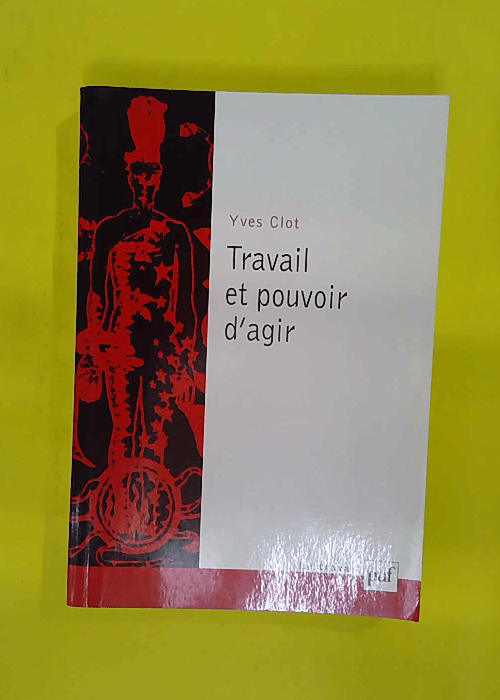 Yves Clot
Travail
et pouvoir
d'agir
puf